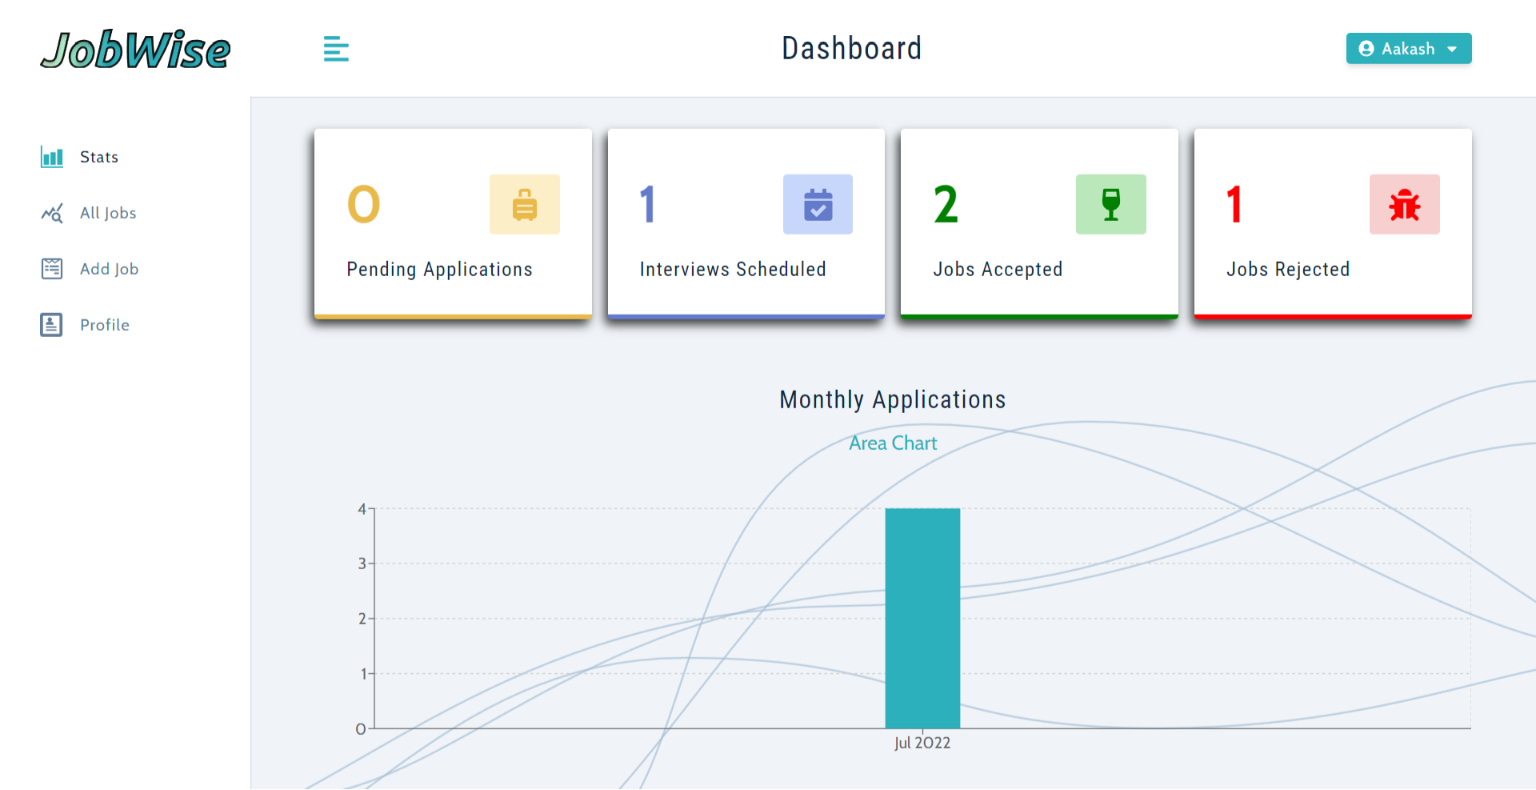 JobWise
Dashboard
Aakash
Stats
All Jobs
Add Job
Profile
0
Pending Applications
1
Interviews Scheduled
2
Jobs Accepted
1
Jobs Rejected
Monthly Applications
Area Chart
4
3
2
1
0
Jul 2022